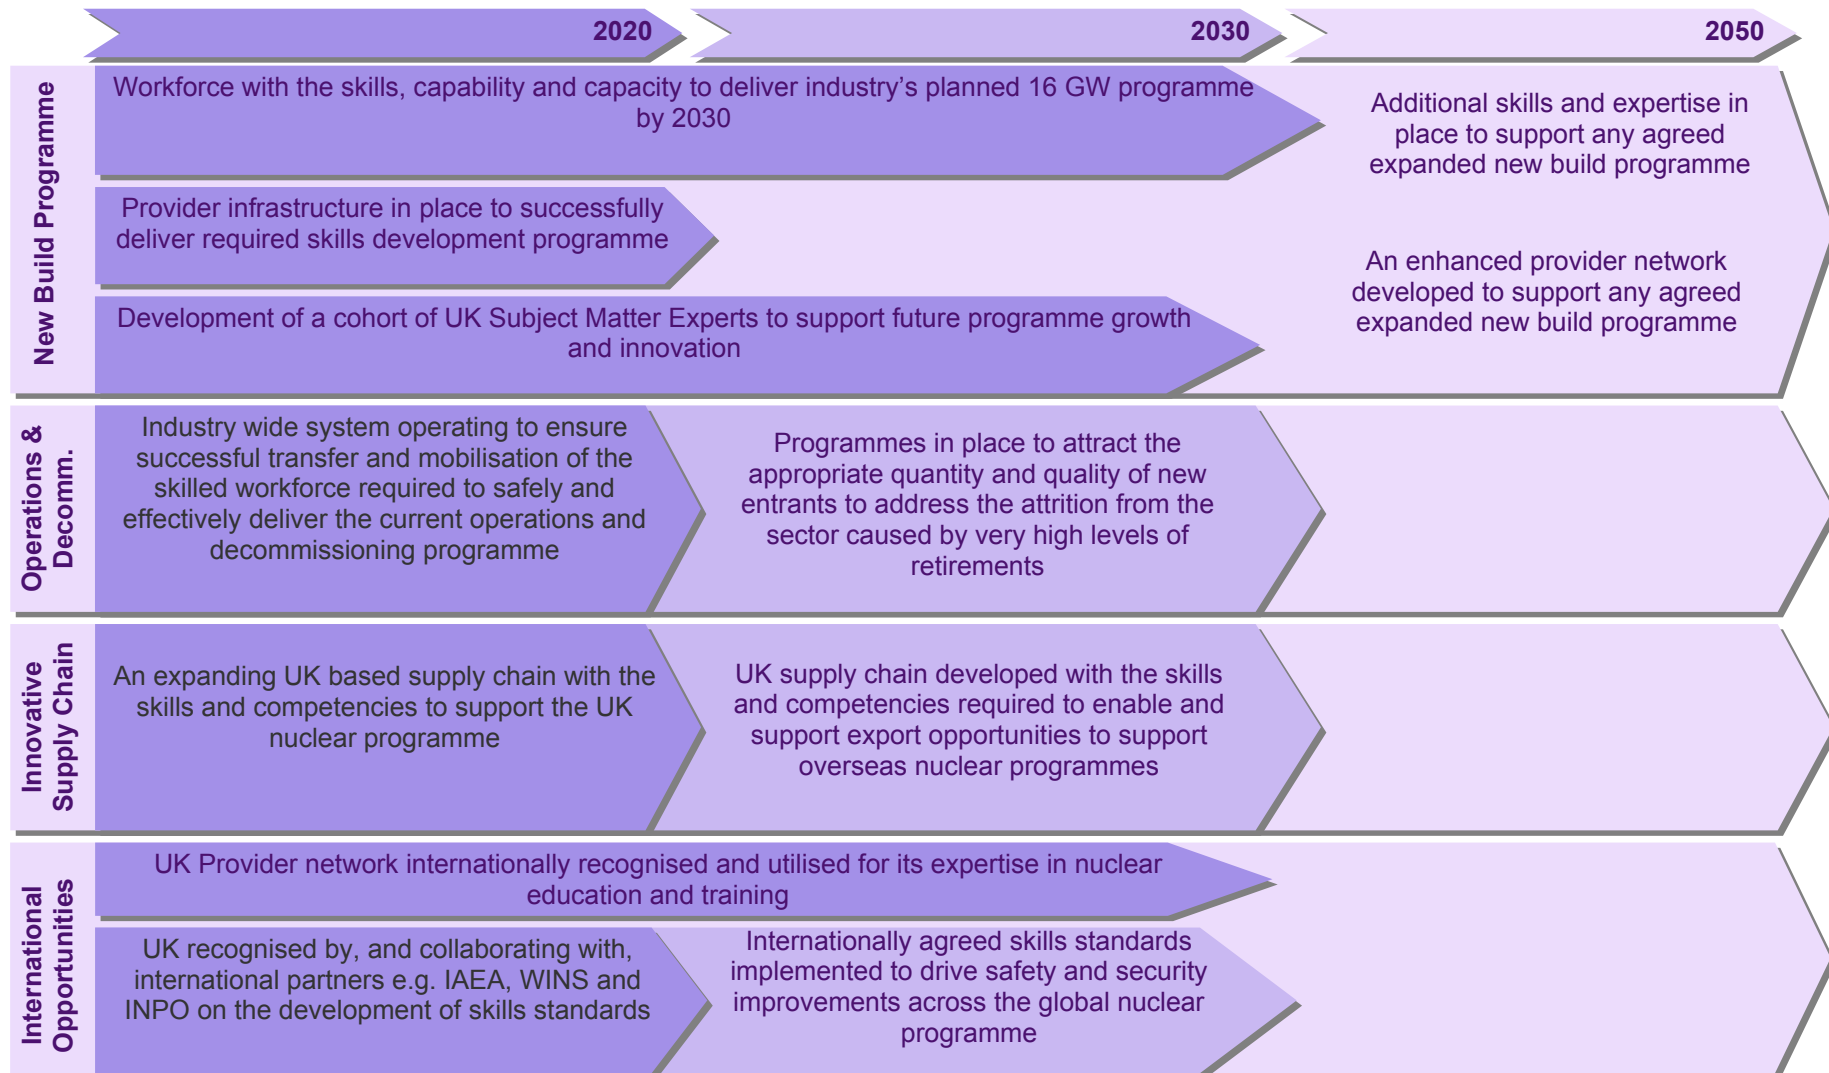 2020
2030
2050
New Build Programme
Workforce with the skills, capability and capacity to deliver industry's planned 16 GW programme
by 2030
Provider infrastructure in place to successfully
deliver required skills development programme
Development of a cohort of UK Subject Matter Experts to support future programme growth
and innovation
Additional skills and expertise in
place to support any agreed
expanded new build programme
An enhanced provider network
developed to support any agreed
expanded new build programme
Operations &
Decomm.
Industry wide system operating to ensure
successful transfer and mobilisation of the
skilled workforce required to safely and
effectively deliver the current operations and
decommissioning programme
Programmes in place to attract the
appropriate quantity and quality of new
entrants to address the attrition from the
sector caused by very high levels of
retirements
Innovative
Supply Chain
An expanding UK based supply chain with the
skills and competencies to support the UK
nuclear programme
UK supply chain developed with the skills
and competencies required to enable and
support export opportunities to support
overseas nuclear programmes
International
Opportunities
UK Provider network internationally recognised and utilised for its expertise in nuclear
education and training
UK recognised by, and collaborating with,
international partners e.g. IAEA, WINS and
INPO on the development of skills standards
Internationally agreed skills standards
implemented to drive safety and security
improvements across the global nuclear
programme